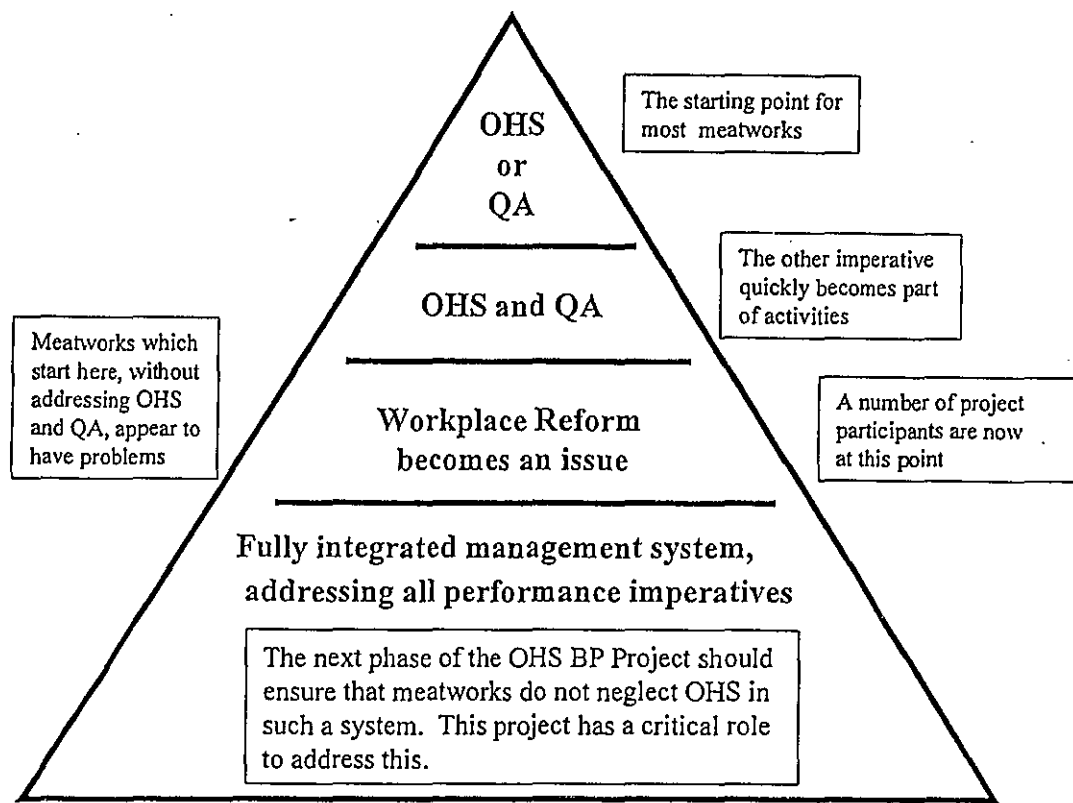 OHS
or
QA
The starting point for
most meatworks
OHS and QA
The other imperative
quickly becomes part
of activities
Meatworks which
start here, without
addressing OHS
and QA, appear to
have problems
Workplace Reform
becomes an issue
A number of project
participants are now
at this point
Fully integrated management system,
addressing all performance imperatives
The next phase of the OHS BP Project should
ensure that meatworks do not neglect OHS in
such a system. This project has a critical role
to address this.